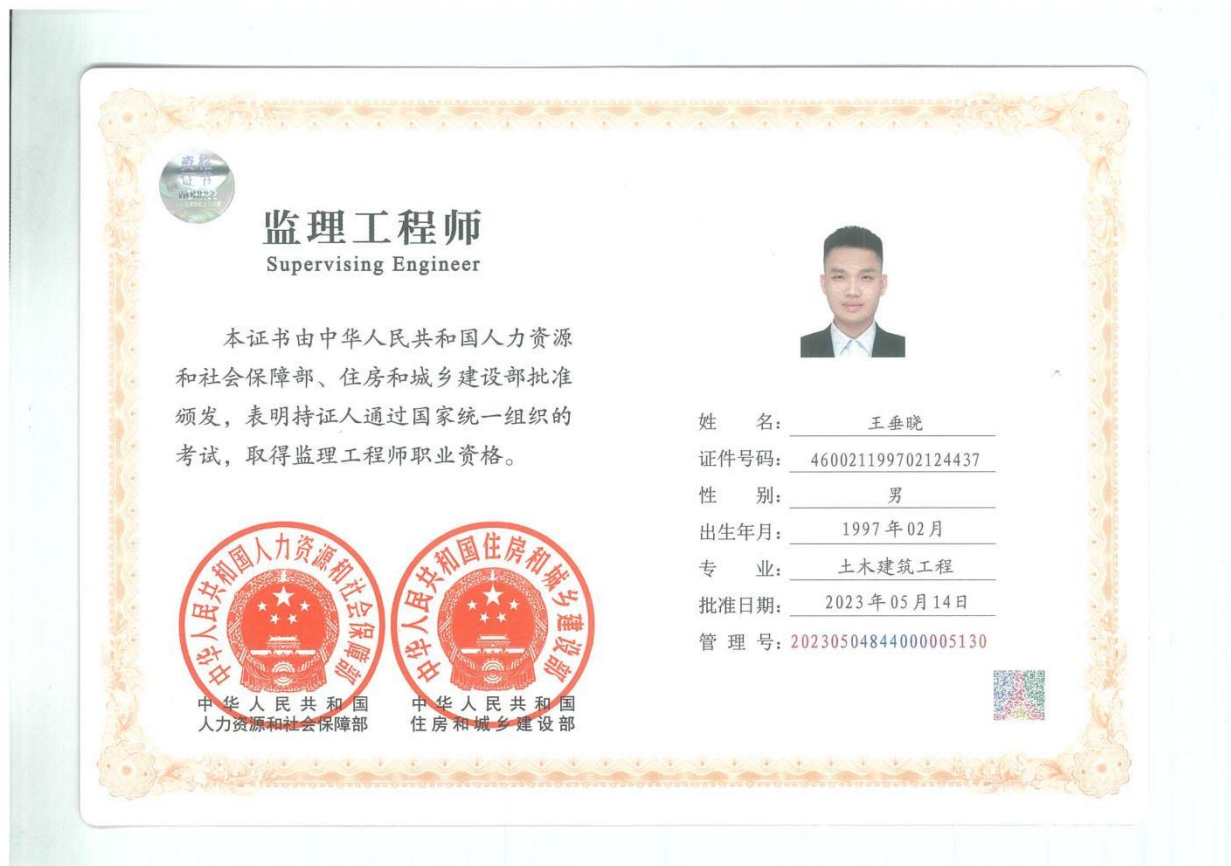 监理工程师
Supervising Engineer
本证书由中华人民共和国人力资源
和社会保障部、住房和城乡建设部批准
颁发，表明持证人通过国家统一组织的
考试，取得监理工程师职业资格。
中华人民共和国人力资源和社会保障部
中华人民共和国住房和城乡建设部
中华人民共和国
人力资源和社会保障部
中华人民共和国
住房和城乡建设部
姓 名： 王垂晓
证件号码： 460021199702124437
性 别： 男
出生年月： 1997年02月
专 业： 土木建筑工程
批准日期： 2023年05月14日
管 理 号：20230504844000005130